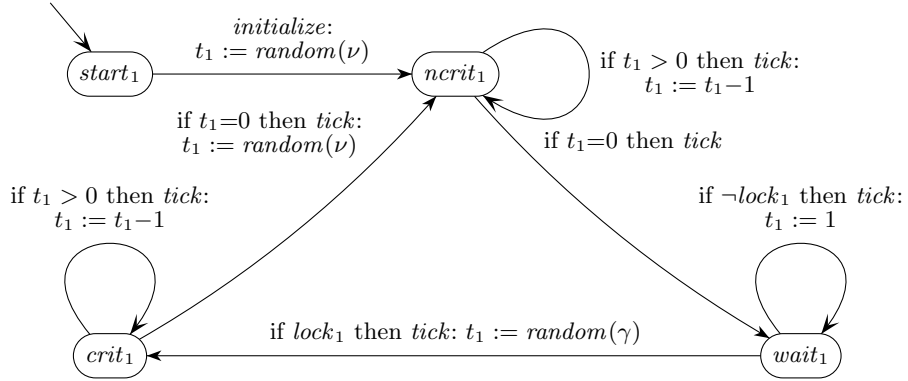 initialize:
t₁ := random(ν)
start₁
ncrit₁
if t₁ > 0 then tick:
t₁ := t₁−1
if t₁=0 then tick:
t₁ := random(ν)
if t₁=0 then tick
if t₁ > 0 then tick:
t₁ := t₁−1
if ¬lock₁ then tick:
t₁ := 1
if lock₁ then tick: t₁ := random(γ)
crit₁
wait₁